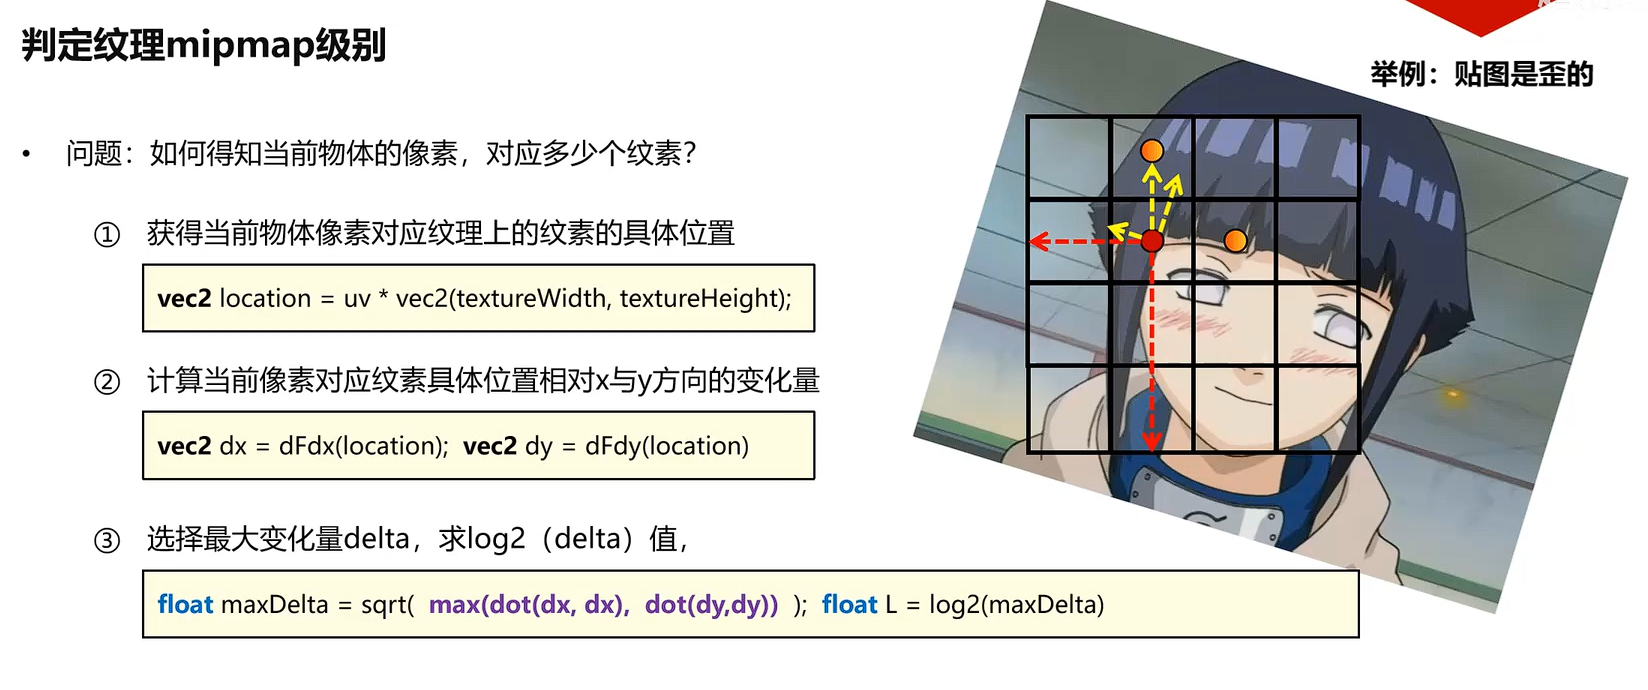 判定纹理mipmap级别
举例：贴图是歪的
• 问题：如何得知当前物体的像素，对应多少个纹素？
① 获得当前物体像素对应纹理上的纹素的具体位置
vec2 location = uv * vec2(textureWidth, textureHeight);
② 计算当前像素对应纹素具体位置相对x与y方向的变化量
vec2 dx = dFdx(location); vec2 dy = dFdy(location)
③ 选择最大变化量delta，求log2（delta）值，
float maxDelta = sqrt( max(dot(dx, dx), dot(dy,dy)) ); float L = log2(maxDelta)